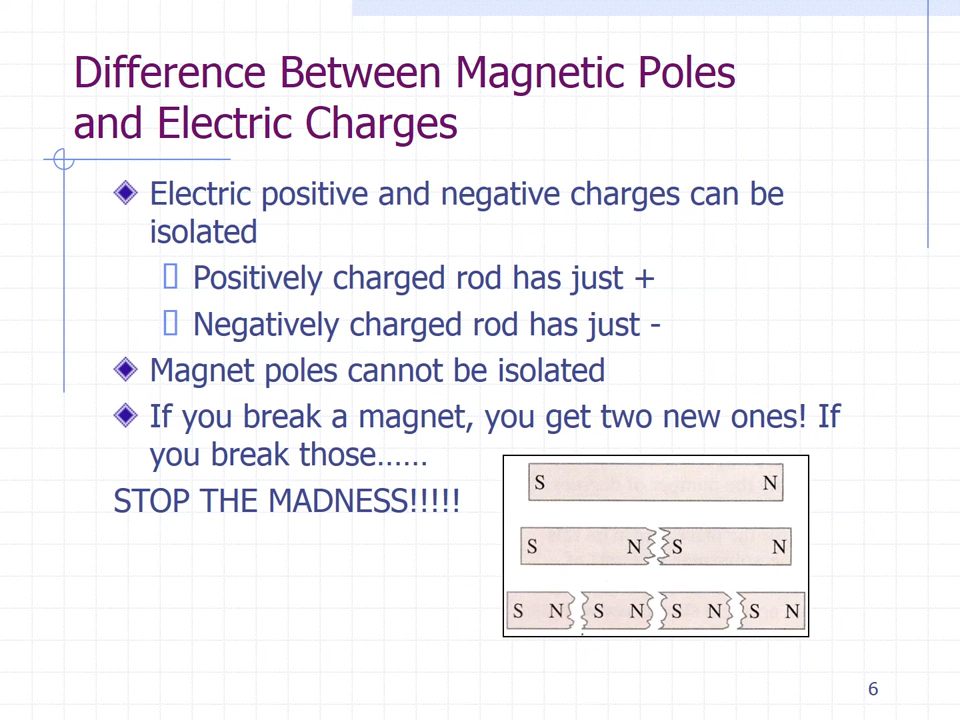 Difference Between Magnetic Poles
and Electric Charges
Electric positive and negative charges can be
isolated
Positively charged rod has just +
Negatively charged rod has just -
Magnet poles cannot be isolated
If you break a magnet, you get two new ones! If
you break those......
STOP THE MADNESS!!!!!
S N
S N S N
S N S N S N S N
6